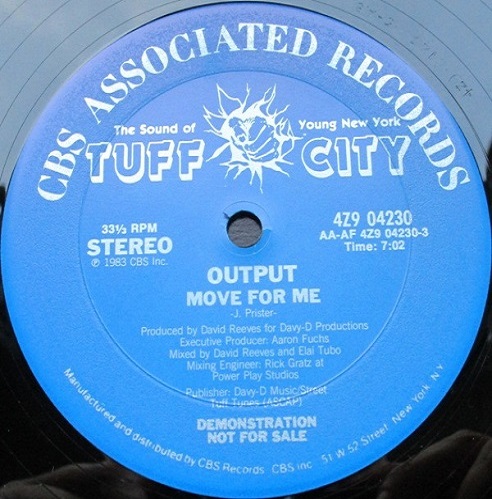 CBS ASSOCIATED RECORDS
The Sound of Young New York
TUFF CITY
33⅓ RPM
STEREO
℗ 1983 CBS Inc.
4Z9 04230
AA-AF 4Z9 04230-3
Time: 7:02
OUTPUT
MOVE FOR ME
-J. Prister-
Produced by David Reeves for Davy-D Productions
Executive Producer: Aaron Fuchs
Mixed by David Reeves and Elai Tubo
Mixing Engineer: Rick Gratz at
Power Play Studios
Publisher: Davy-D Music/Street
Tuff Tunes (ASCAP)
DEMONSTRATION
NOT FOR SALE
Manufactured and distributed by CBS Records CBS Inc 51 W 52 Street, New York, N.Y.